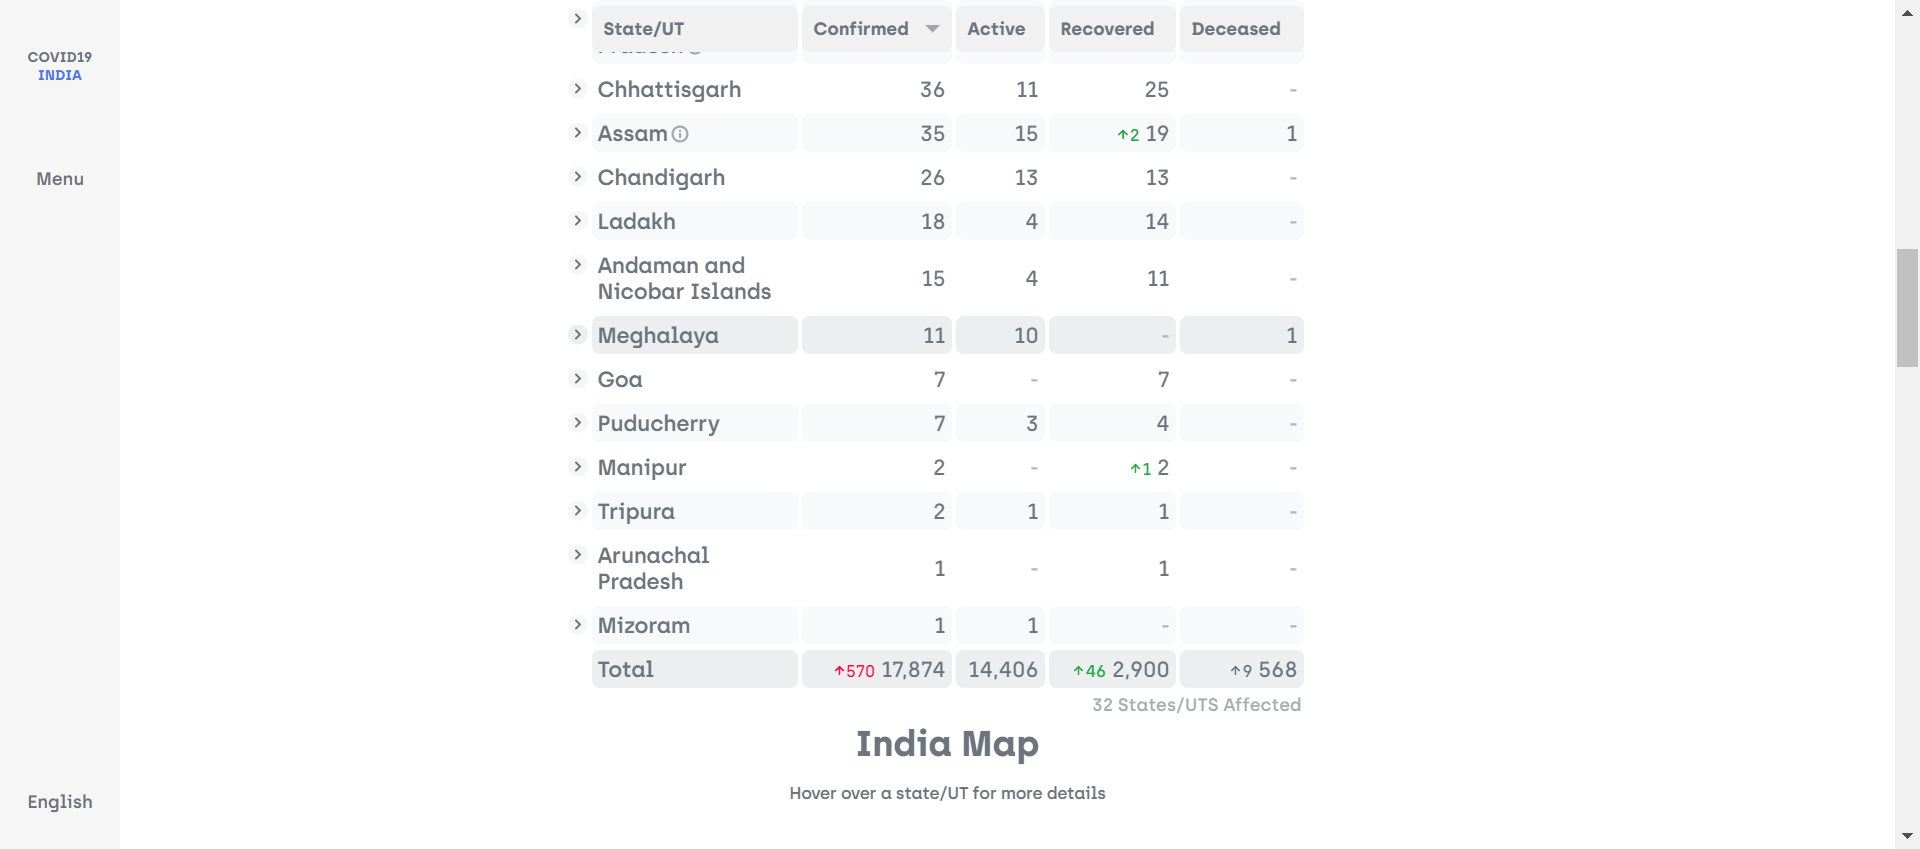 COVID19
INDIA
Menu
English
State/UT Confirmed Active Recovered Deceased
Chhattisgarh 36 11 25 -
Assam 35 15 ↑2 19 1
Chandigarh 26 13 13 -
Ladakh 18 4 14 -
Andaman and
Nicobar Islands 15 4 11 -
Meghalaya 11 10 - 1
Goa 7 - 7 -
Puducherry 7 3 4 -
Manipur 2 - ↑1 2 -
Tripura 2 1 1 -
Arunachal
Pradesh 1 - 1 -
Mizoram 1 1 - -
Total ↑570 17,874 14,406 ↑46 2,900 ↑9 568
32 States/UTS Affected
India Map
Hover over a state/UT for more details